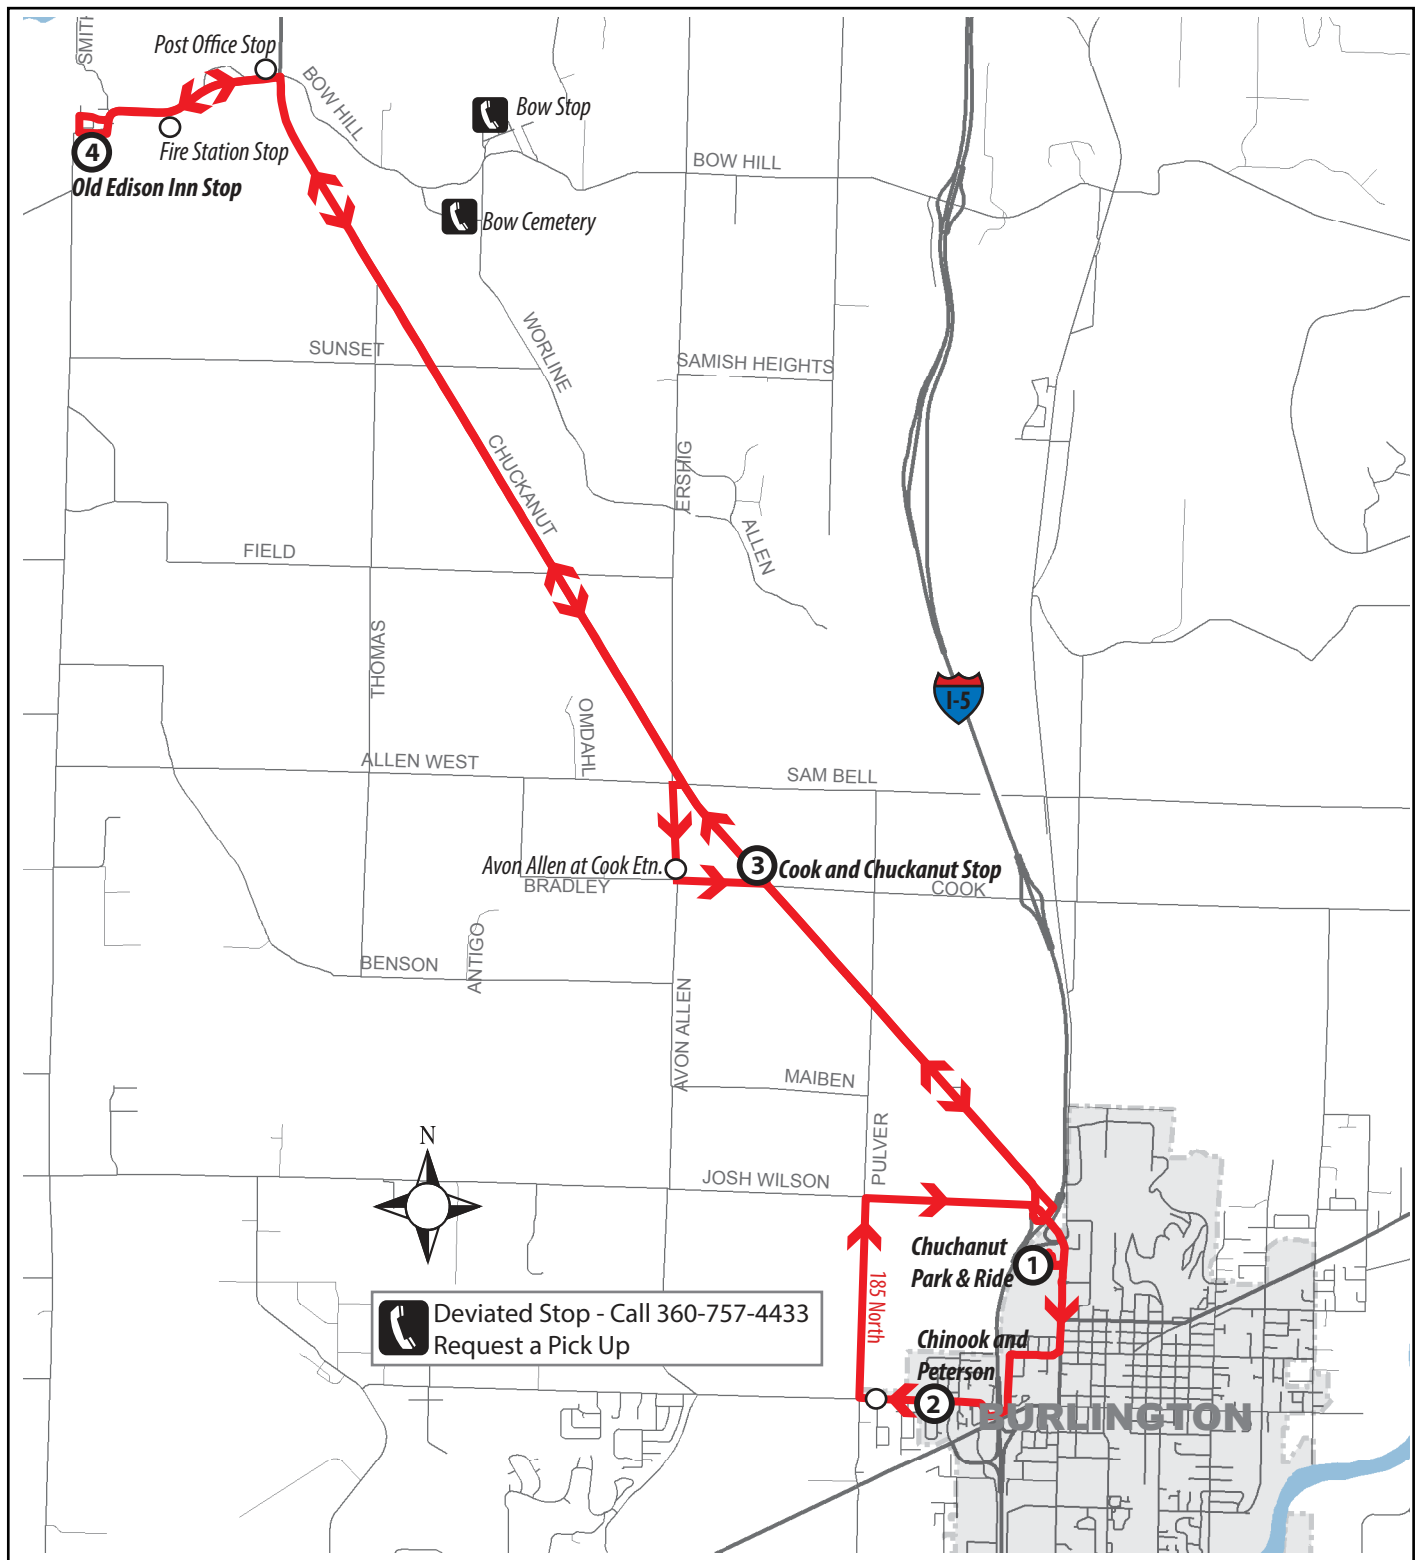 SMITH
Post Office Stop
BOW HILL
Bow Stop
4
Fire Station Stop
Old Edison Inn Stop
BOW HILL
Bow Cemetery
WORLINE
SUNSET
SAMISH HEIGHTS
CHUCKANUT
ERSHIG
ALLEN
FIELD
THOMAS
OMDAHL
I-5
ALLEN WEST
SAM BELL
Avon Allen at Cook Etn.
3
Cook and Chuckanut Stop
BRADLEY
COOK
ANTIGO
BENSON
AVON ALLEN
MAIBEN
PULVER
N
JOSH WILSON
Chuchanut
Park & Ride
1
185 North
Deviated Stop - Call 360-757-4433
Request a Pick Up
Chinook and
Peterson
2
BURLINGTON